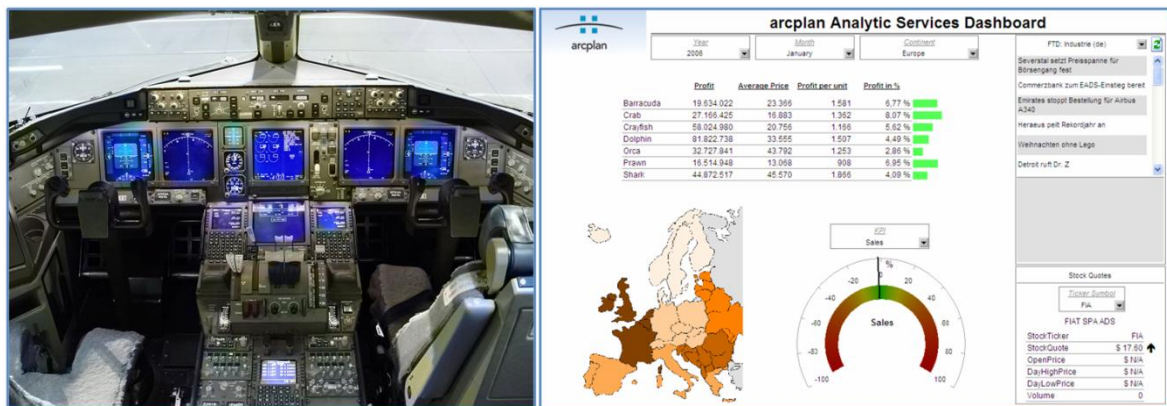 arcplan Analytic Services Dashboard
arcplan
Year
2006
Month
January
Continent
Europe
FTD: Industrie (de)
Severstal setzt Preisspanne für
Börsengang fest
Commerzbank zum EADS-Einstieg bereit
Emirates stoppt Bestellung für Airbus
A340
Heraeus peilt Rekordjahr an
Weihnachten ohne Lego
Detroit ruft Dr. Z
Profit Average Price Profit per unit Profit in %
Barracuda 19.634.022 23.366 1.581 6,77 %
Crab 27.166.425 16.883 1.362 8,07 %
Crayfish 58.024.980 20.756 1.166 5,62 %
Dolphin 81.822.738 33.555 1.507 4,49 %
Orca 32.727.841 43.792 1.253 2,86 %
Prawn 16.514.948 13.068 908 6,95 %
Shark 44.872.517 45.570 1.866 4,09 %
KPI
Sales
%
-20 0 20
-40 40
-60 60
Sales
-80 80
-100 100
Stock Quotes
Ticker Symbol
FIA
FIAT SPA ADS
StockTicker FIA
StockQuote $ 17.60
OpenPrice $ N/A
DayHighPrice $ N/A
DayLowPrice $ N/A
Volume 0